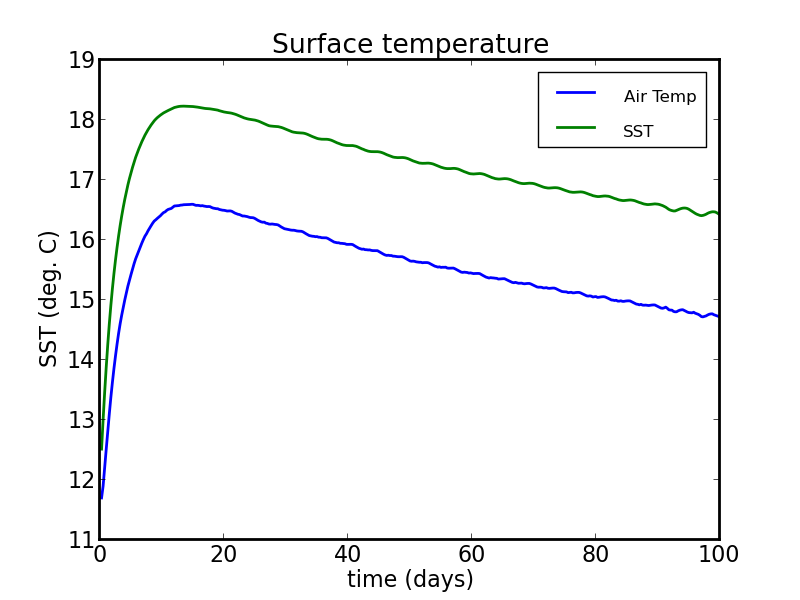 Surface temperature
19
18
17
16
15
14
13
12
11
SST (deg. C)
Air Temp
SST
0 20 40 60 80 100
time (days)